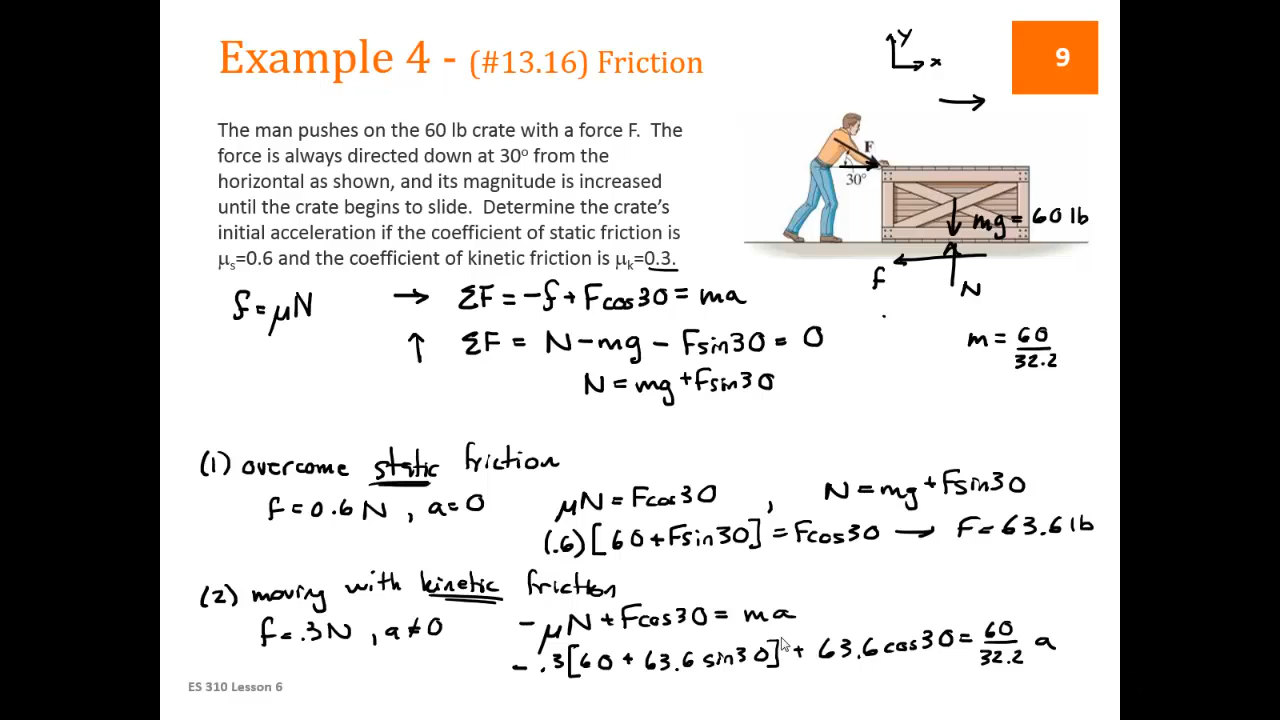 Example 4 - (#13.16) Friction
9
Y
x
The man pushes on the 60 lb crate with a force F. The
force is always directed down at 30° from the
horizontal as shown, and its magnitude is increased
until the crate begins to slide. Determine the crate's
initial acceleration if the coefficient of static friction is
μs=0.6 and the coefficient of kinetic friction is μk=0.3.
F
30°
mg = 60 lb
f
N
f = μN
→ ΣF = -f + Fcos30 = ma
↑ ΣF = N - mg - Fsin30 = 0
N = mg + Fsin30
m = 60/32.2
(1) overcome static friction
f = 0.6 N, a = 0
μN = Fcos30, N = mg + Fsin30
(.6)[60 + Fsin30] = Fcos30 → F = 63.6 lb
(2) moving with kinetic friction
f = .3N, a ≠ 0
-μN + Fcos30 = ma
-.3[60 + 63.6 sin30] + 63.6 cos30 = 60/32.2 a
ES 310 Lesson 6